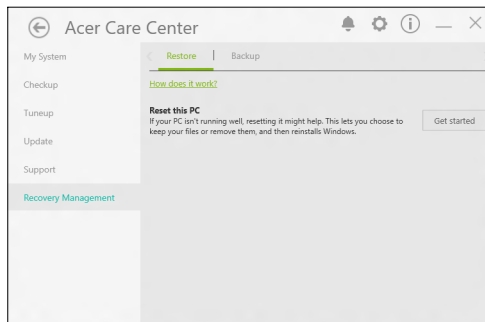 Acer Care Center
My System
Checkup
Tuneup
Update
Support
Recovery Management
Restore | Backup
How does it work?
Reset this PC
If your PC isn't running well, resetting it might help. This lets you choose to
keep your files or remove them, and then reinstalls Windows.
Get started